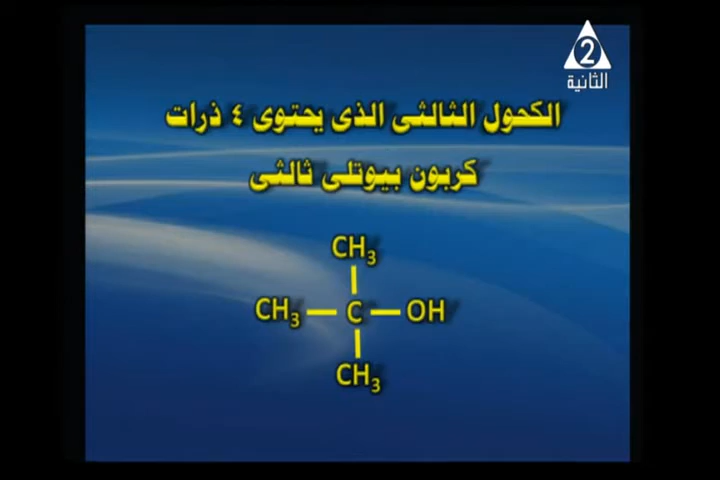 2
الثانية
الكحول الثالثى الذى يحتوى ٤ ذرات
كربون بيوتلى ثالثى
CH₃
CH₃ — C — OH
CH₃